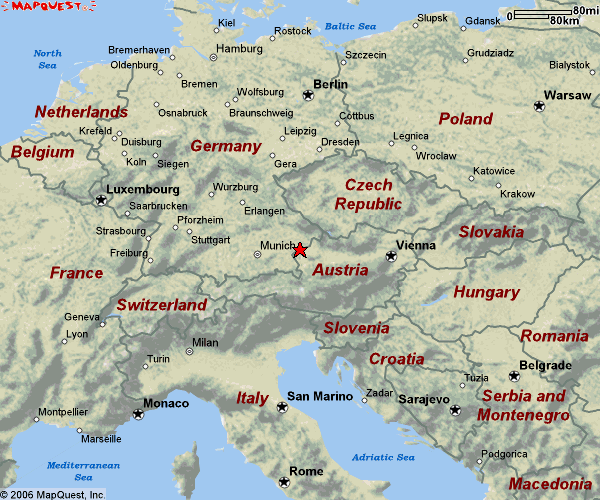 MAPQUEST
80mi
0
80km
Kiel
Baltic Sea
Slupsk
Gdansk
Rostock
North Sea
Bremerhaven
Hamburg
Szczecin
Grudziadz
Oldenburg
Bialystok
Bremen
Berlin
Wolfsburg
Warsaw
Netherlands
Osnabruck
Braunschweig
Cottbus
Poland
Krefeld
Duisburg
Leipzig
Legnica
Belgium
Germany
Dresden
Wroclaw
Koln
Siegen
Gera
Katowice
Luxembourg
Wurzburg
Czech
Republic
Krakow
Saarbrucken
Erlangen
Pforzheim
Strasbourg
Stuttgart
Slovakia
Freiburg
Munich
Vienna
France
Austria
Hungary
Switzerland
Geneva
Slovenia
Lyon
Romania
Milan
Croatia
Turin
Belgrade
Tuzla
Monaco
Italy
San Marino
Zadar
Sarajevo
Serbia and
Montenegro
Montpellier
Marseille
Adriatic Sea
Podgorica
Mediterranean
Sea
Rome
Macedonia
© 2006 MapQuest, Inc.